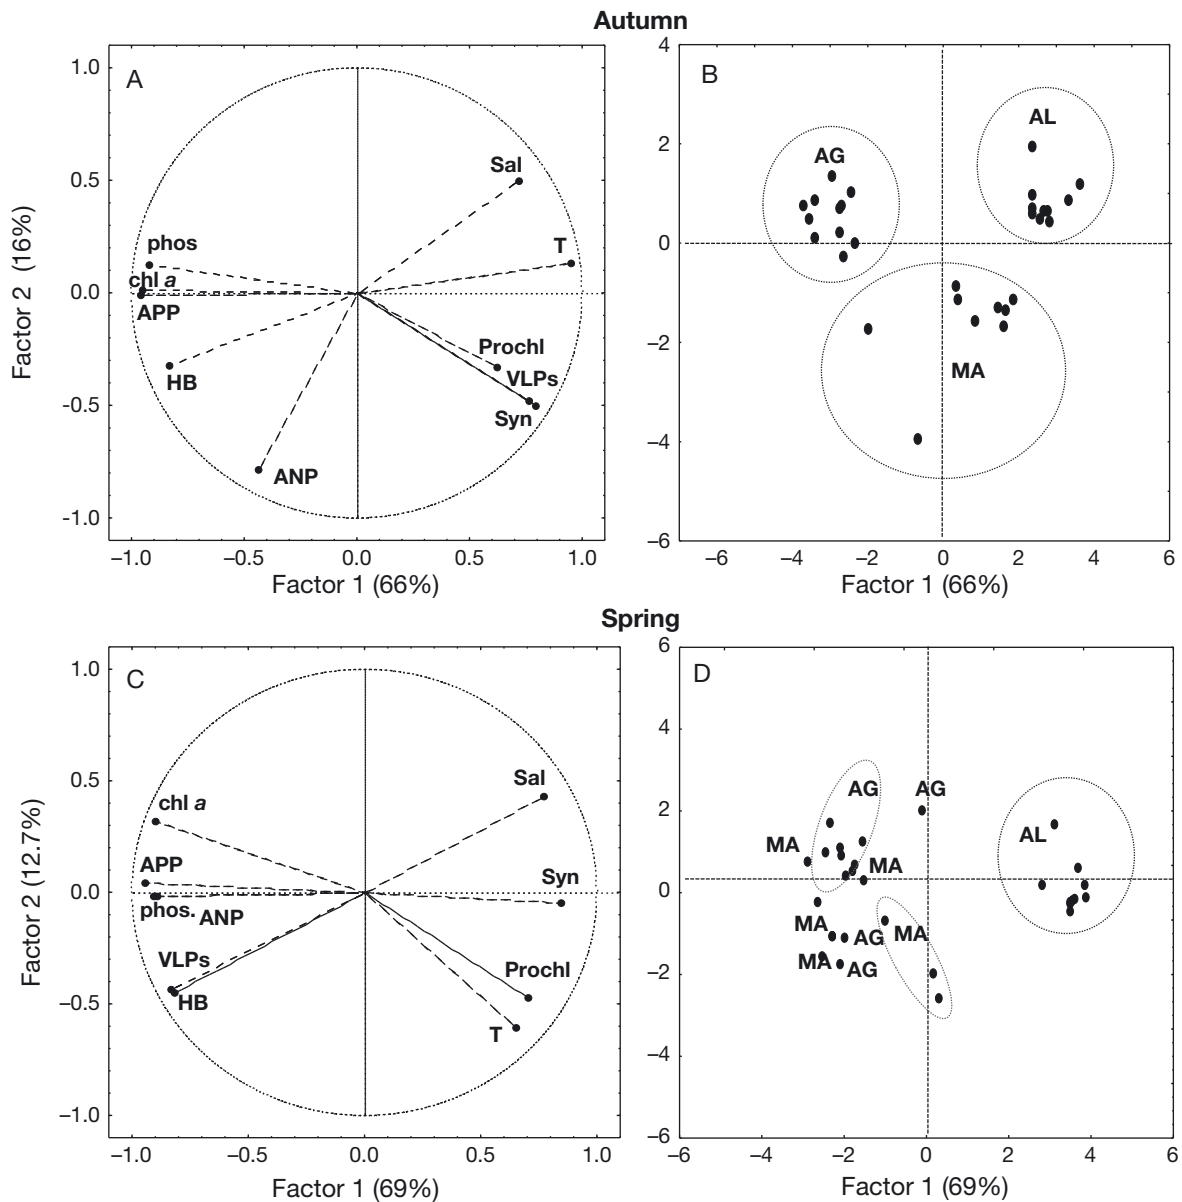 Autumn
A
1.0
0.5
0.0
–0.5
–1.0
Factor 2 (16%)
Sal
T
phos
chl a
APP
HB
ANP
Prochl
VLPs
Syn
–1.0 –0.5 0.0 0.5 1.0
Factor 1 (66%)
B
4
2
0
–2
–4
–6
AG
AL
MA
–6 –4 –2 0 2 4 6
Factor 1 (66%)
Spring
C
1.0
0.5
0.0
–0.5
–1.0
Factor 2 (12.7%)
chl a
Sal
APP
Syn
phos. ANP
VLPs
HB
Prochl
T
–1.0 –0.5 0.0 0.5 1.0
Factor 1 (69%)
D
6
4
2
0
–2
–4
–6
AG AG
MA MA
AL
MA AG MA
MA AG
–6 –4 –2 0 2 4 6
Factor 1 (69%)